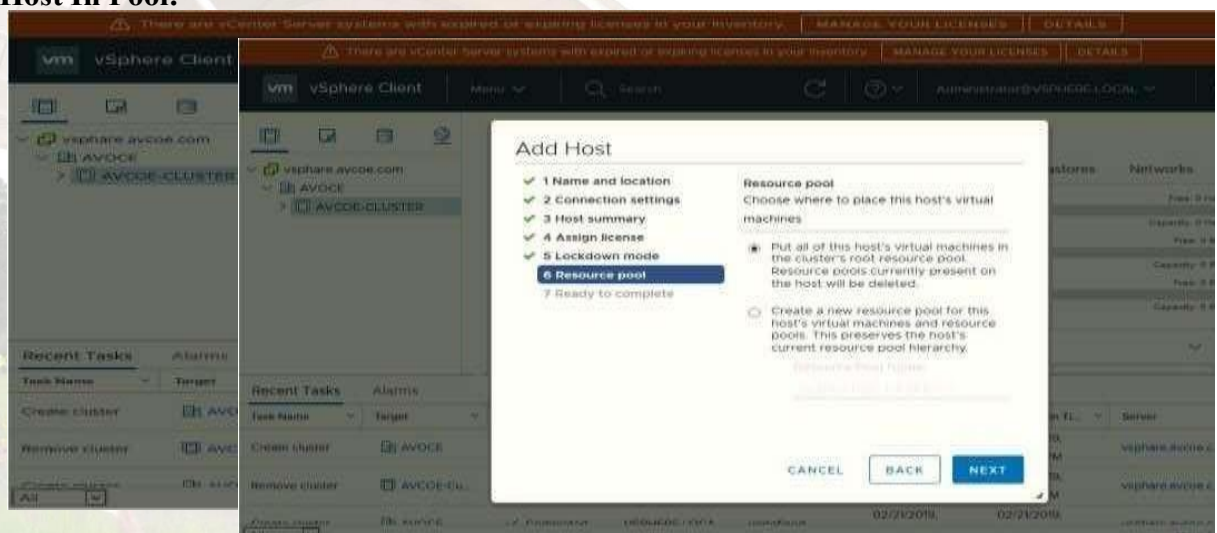 Host In Pool:
There are vCenter Server systems with expired or expiring licenses in your inventory. MANAGE YOUR LICENSES DETAILS
There are vCenter Server systems with expired or expiring licenses in your inventory. MANAGE YOUR LICENSES DETAILS
vm vSphere Client
vm vSphere Client Menu Search
vsphare.avcoe.com
AVOCE
AVCOE-CLUSTER
vsphare.avcoe.com
AVOCE
AVCOE-CLUSTER
Networks
Add Host
1 Name and location
2 Connection settings
3 Host summary
4 Assign license
5 Lockdown mode
6 Resource pool
7 Ready to complete
Resource pool
Choose where to place this host's virtual
machines
Put all of this host's virtual machines in
the cluster's root resource pool.
Resource pools currently present on
the host will be deleted.
Create a new resource pool for this
host's virtual machines and resource
pools. This preserves the host's
current resource pool hierarchy.
CANCEL BACK NEXT
Recent Tasks Alarms
Task Name Target
Create cluster AVO
Remove cluster AVC
All
Recent Tasks Alarms
Task Name Target Server
Create cluster AVOCE
Remove cluster AVCOE-Cu...
02/21/2019, 02/21/2019,